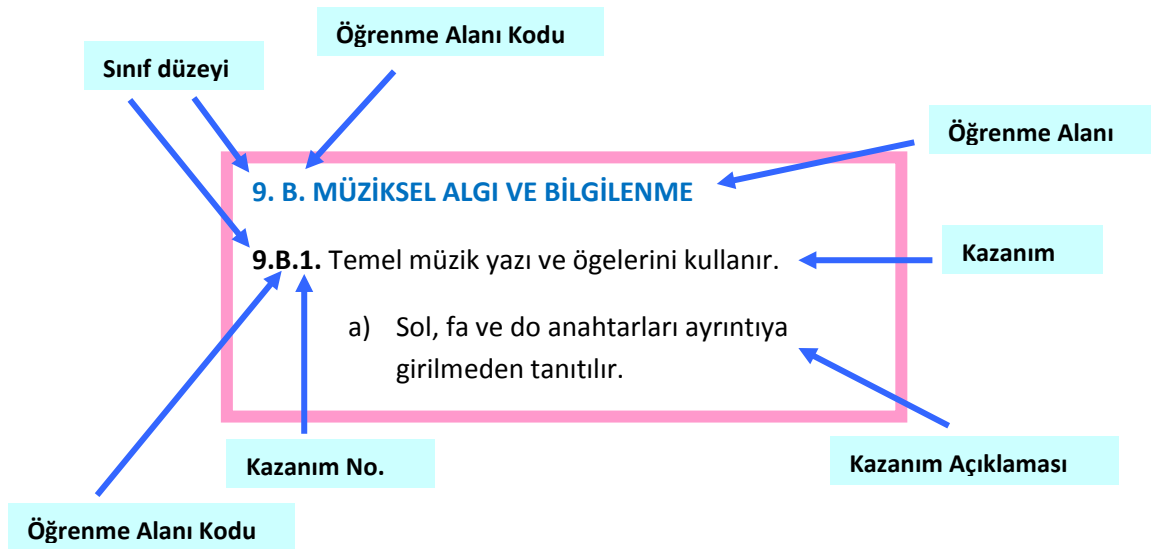 Öğrenme Alanı Kodu
Sınıf düzeyi
Öğrenme Alanı
9. B. MÜZİKSEL ALGI VE BİLGİLENME
9.B.1. Temel müzik yazı ve ögelerini kullanır.
Kazanım
a) Sol, fa ve do anahtarları ayrıntıya
girilmeden tanıtılır.
Kazanım No.
Kazanım Açıklaması
Öğrenme Alanı Kodu